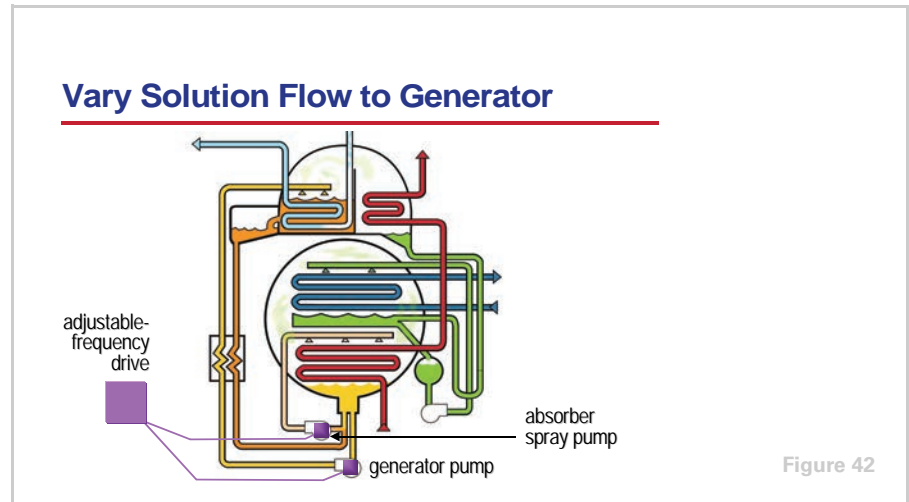 Vary Solution Flow to Generator
adjustable-
frequency
drive
absorber
spray pump
generator pump
Figure 42